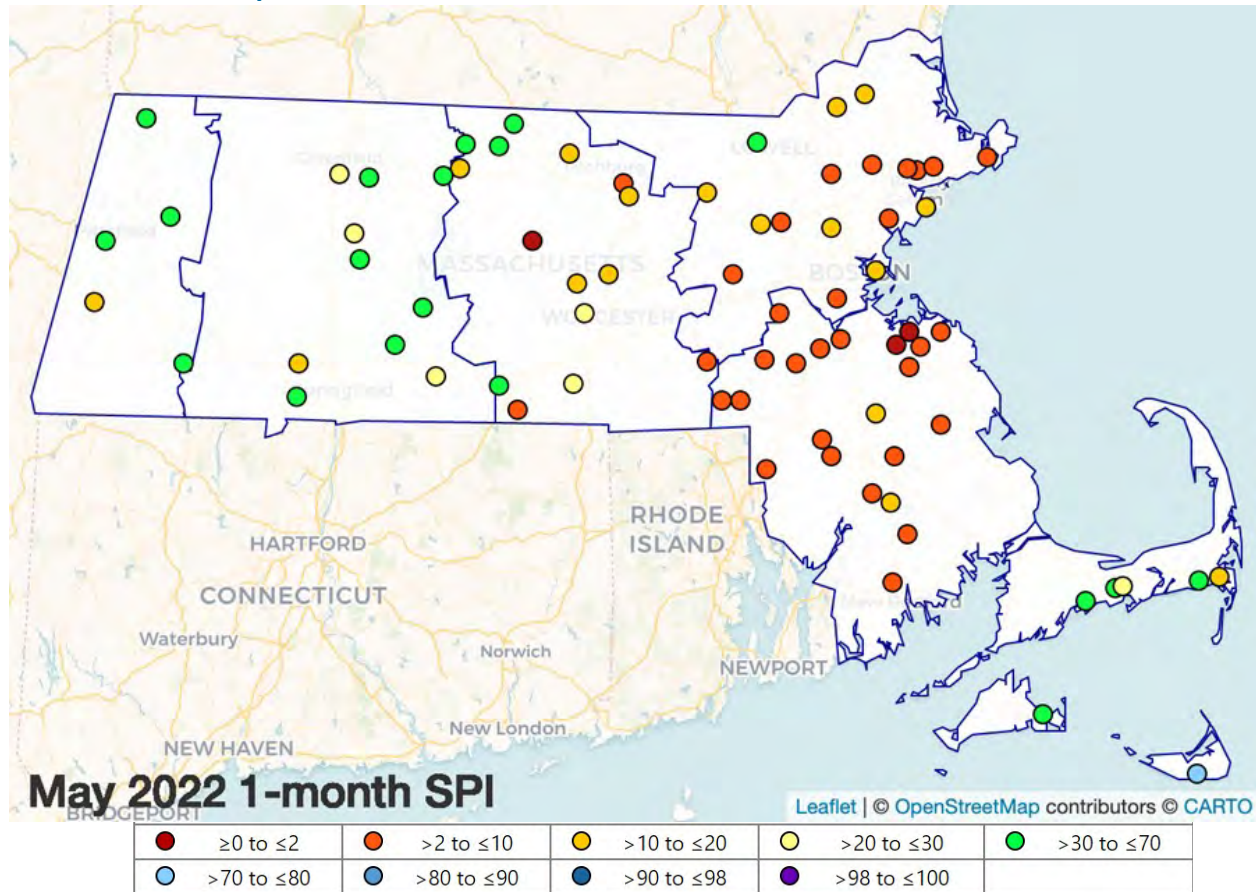 LOWELL
MASSACHUSETTS
BOSTON
WORCESTER
RHODE
ISLAND
HARTFORD
CONNECTICUT
Waterbury
Norwich
NEWPORT
New London
NEW HAVEN
May 2022 1-month SPI
BRIDGEPORT
Leaflet | © OpenStreetMap contributors © CARTO
≥0 to ≤2 >2 to ≤10 >10 to ≤20 >20 to ≤30 >30 to ≤70
>70 to ≤80 >80 to ≤90 >90 to ≤98 >98 to ≤100